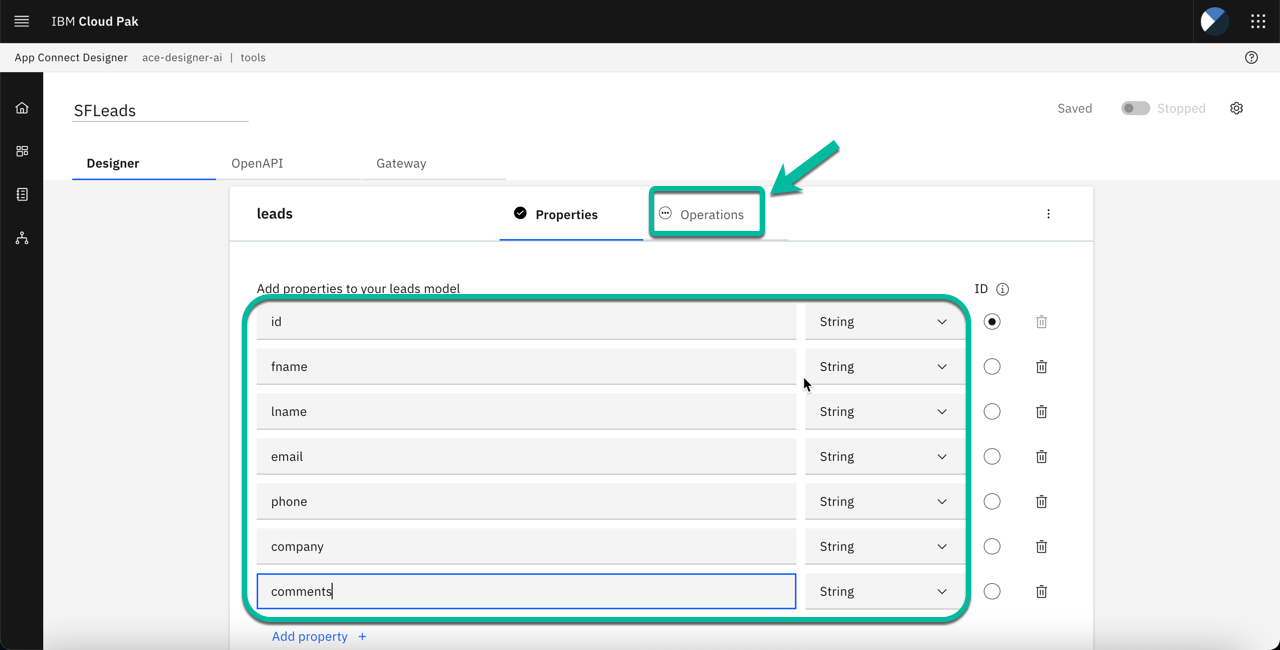 IBM Cloud Pak
App Connect Designer ace-designer-ai | tools
SFLeads
Saved Stopped
Designer OpenAPI Gateway
leads Properties Operations
Add properties to your leads model ID
id String
fname String
lname String
email String
phone String
company String
comments String
Add property +